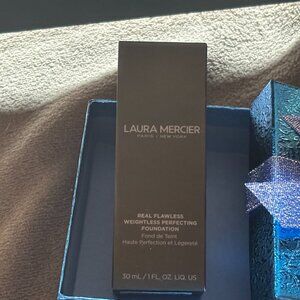 LAURA MERCIER
PARIS / NEW YORK
REAL FLAWLESS
WEIGHTLESS PERFECTING
FOUNDATION
Fond de Teint
Haute Perfection et Légèreté
30 mL / 1 FL. OZ. LIQ. US